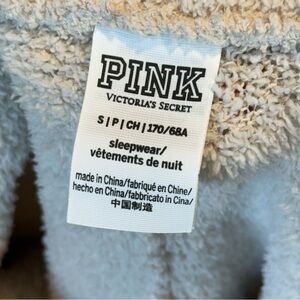 PINK
VICTORIA'S SECRET
S | P | CH | 170/68A
sleepwear/
vêtements de nuit
made in China/fabriqué en Chine/
hecho en China/fabbricato in Cina/
中国制造